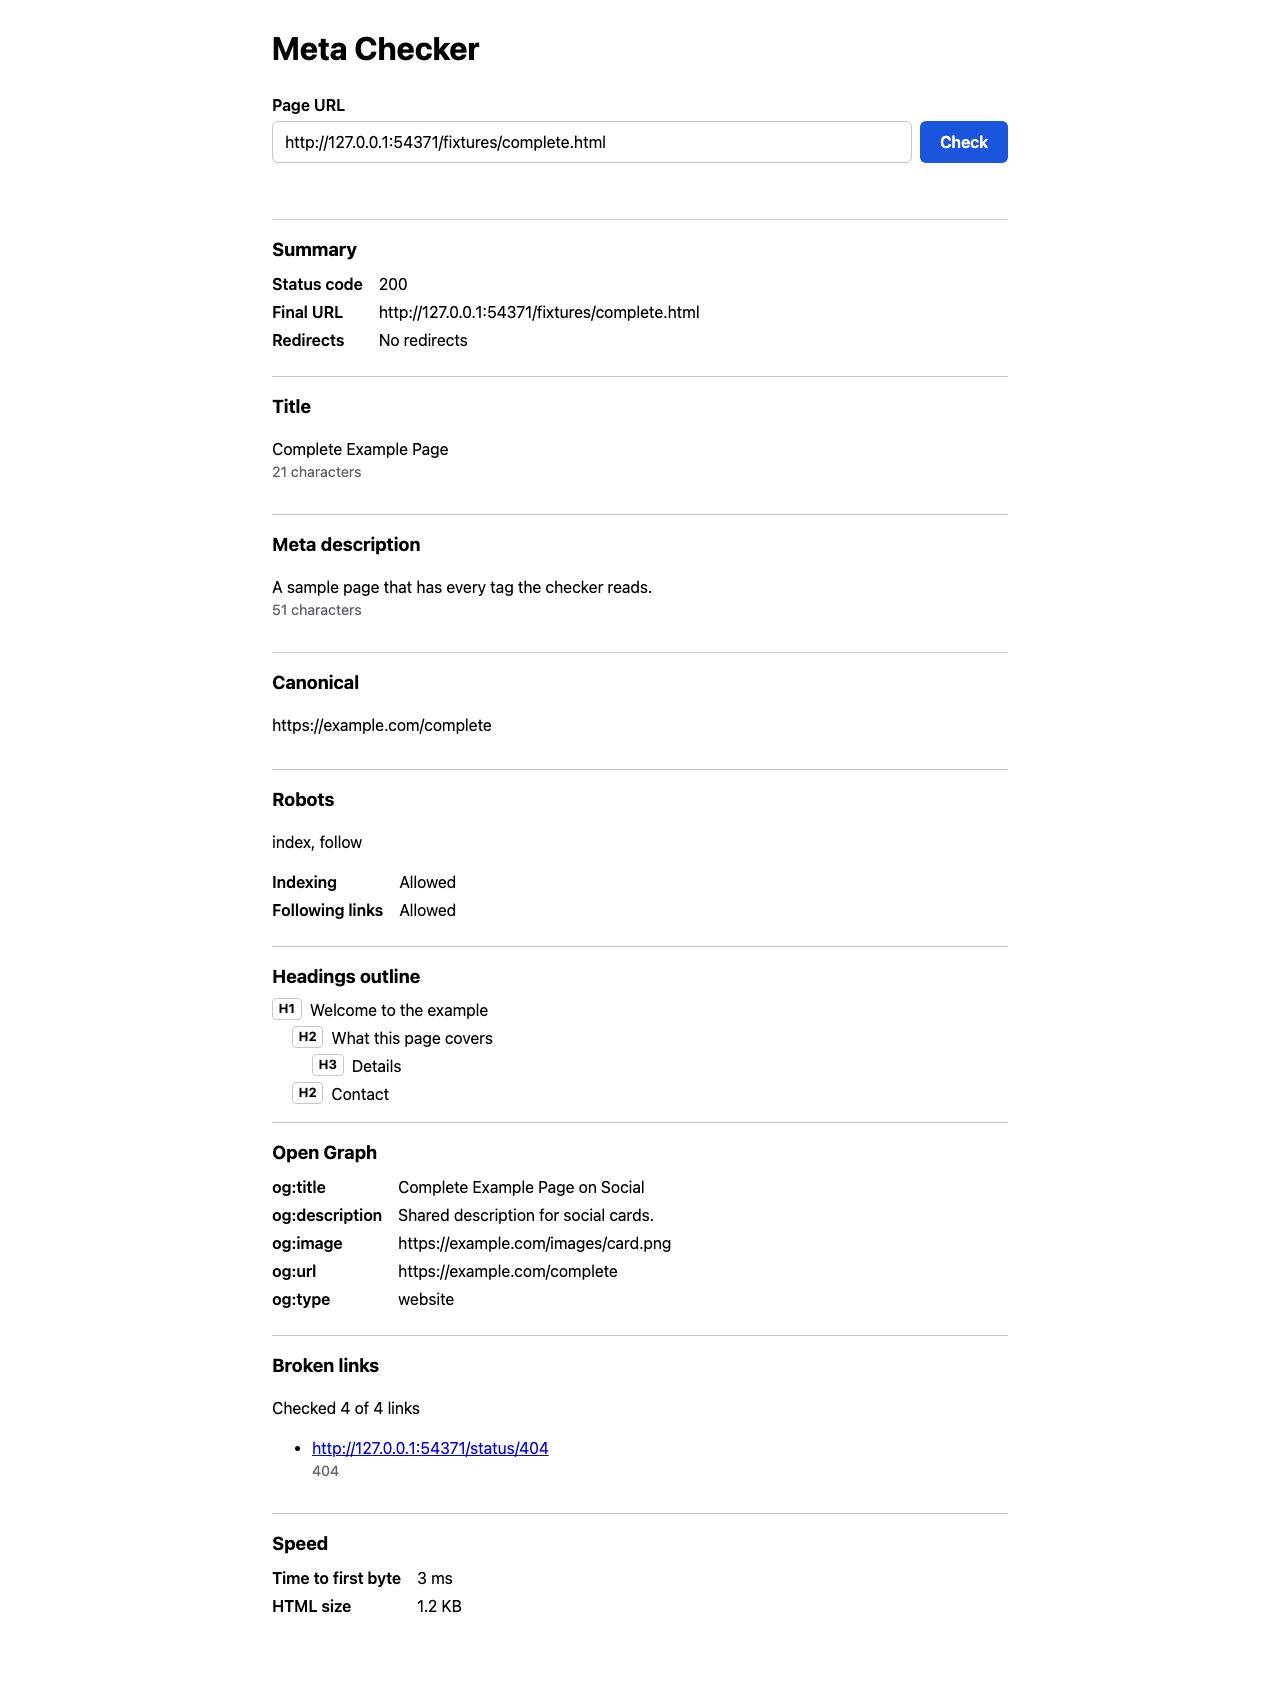 Meta Checker
Page URL
http://127.0.0.1:54371/fixtures/complete.html
Check
Summary
Status code 200
Final URL http://127.0.0.1:54371/fixtures/complete.html
Redirects No redirects
Title
Complete Example Page
21 characters
Meta description
A sample page that has every tag the checker reads.
51 characters
Canonical
https://example.com/complete
Robots
index, follow
Indexing Allowed
Following links Allowed
Headings outline
H1 Welcome to the example
H2 What this page covers
H3 Details
H2 Contact
Open Graph
og:title Complete Example Page on Social
og:description Shared description for social cards.
og:image https://example.com/images/card.png
og:url https://example.com/complete
og:type website
Broken links
Checked 4 of 4 links
• http://127.0.0.1:54371/status/404
404
Speed
Time to first byte 3 ms
HTML size 1.2 KB